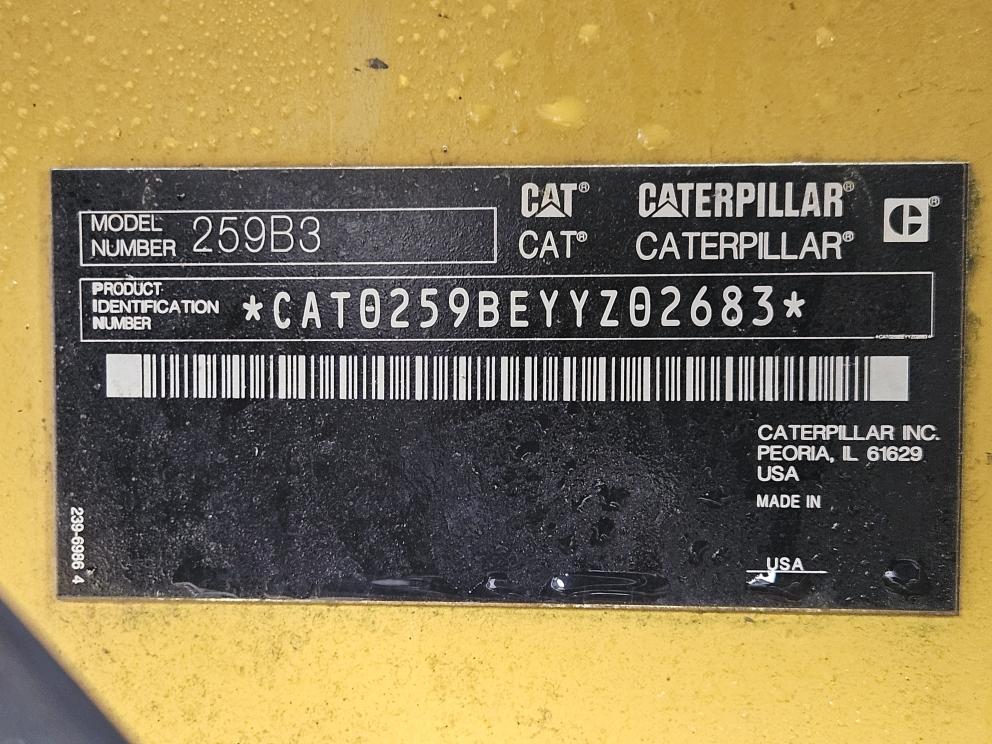 MODEL NUMBER 259B3
CAT® CATERPILLAR® C®
CAT® CATERPILLAR®
PRODUCT IDENTIFICATION NUMBER *CAT0259BEYYZ02683*
*CAT0259BEYYZ02683*
CATERPILLAR INC.
PEORIA, IL 61629
USA
MADE IN
USA
239-6986 4